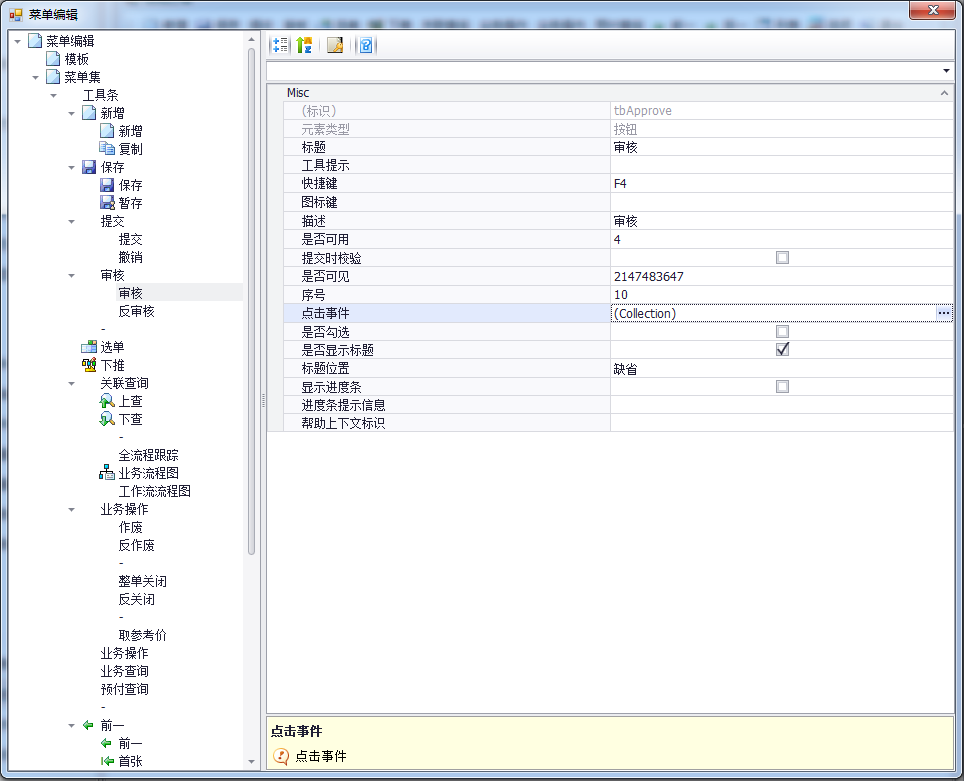 菜单编辑
菜单编辑
模板
菜单集
工具条
新增
新增
复制
保存
保存
暂存
提交
提交
撤销
审核
审核
反审核
-
选单
下推
关联查询
上查
下查
-
全流程跟踪
业务流程图
工作流流程图
业务操作
作废
反作废
-
整单关闭
反关闭
-
取参考价
业务操作
业务查询
预付查询
-
前一
前一
首张
Misc
(标识) tbApprove
元素类型 按钮
标题 审核
工具提示
快捷键 F4
图标键
描述 审核
是否可用 4
提交时校验
是否可见 2147483647
序号 10
点击事件 (Collection) ...
是否勾选
是否显示标题
标题位置 缺省
显示进度条
进度条提示信息
帮助上下文标识
点击事件
点击事件